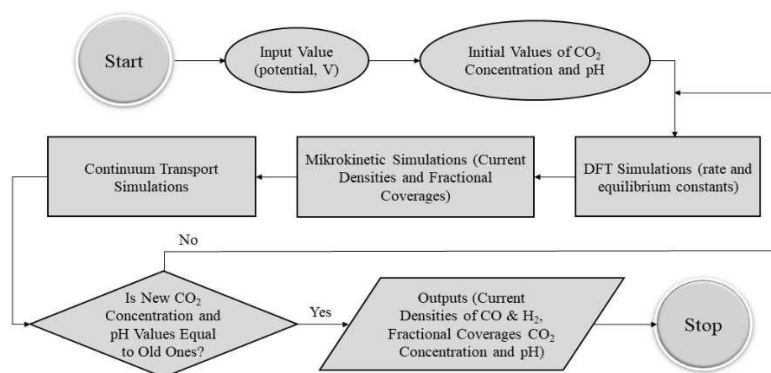 Start
Input Value
(potential, V)
Initial Values of CO₂
Concentration and pH
Continuum Transport
Simulations
Mikrokinetic Simulations (Current
Densities and Fractional
Coverages)
DFT Simulations (rate and
equilibrium constants)
No
Is New CO₂
Concentration and
pH Values Equal
to Old Ones?
Yes
Outputs (Current
Densities of CO & H₂,
Fractional Coverages CO₂
Concentration and pH)
Stop